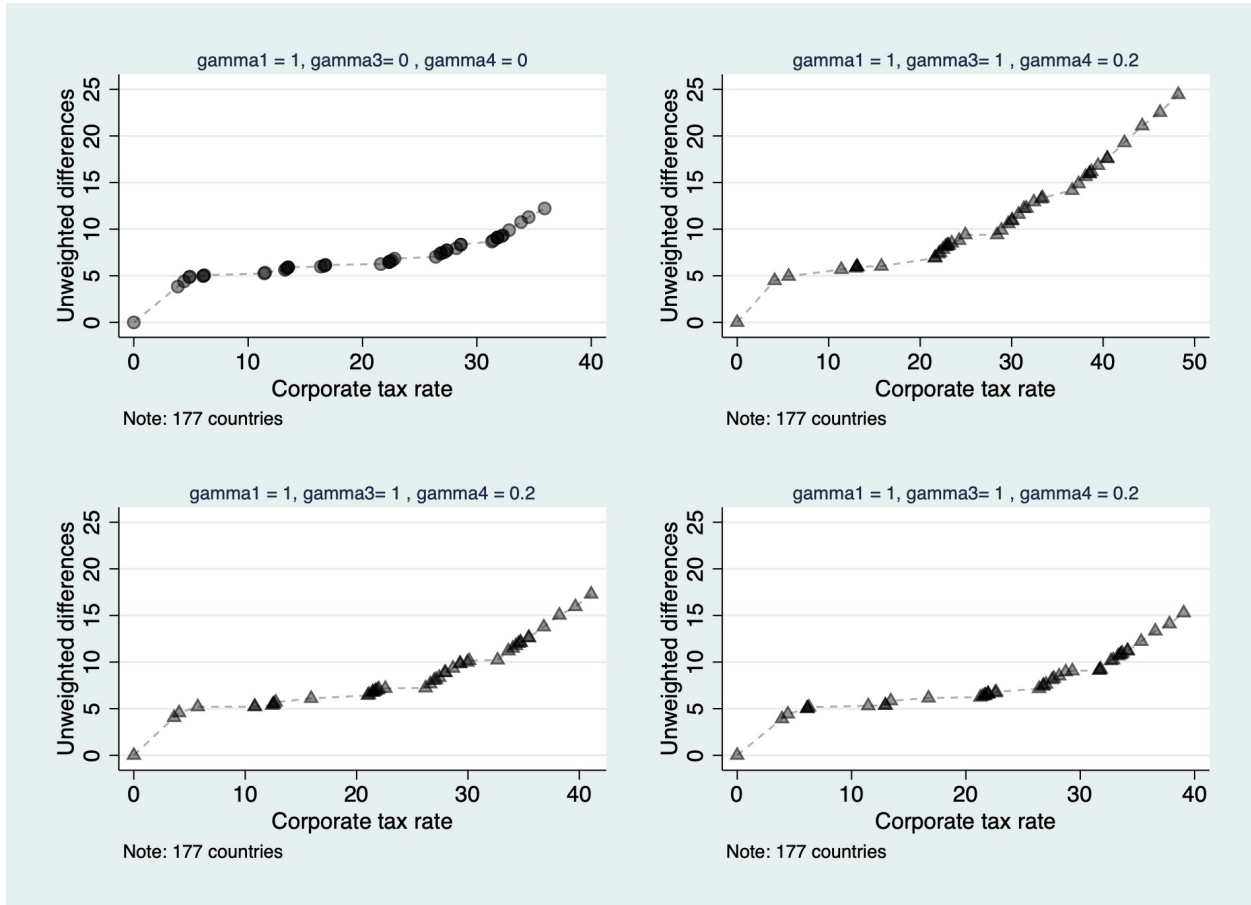 gamma1 = 1, gamma3= 0 , gamma4 = 0
Unweighted differences
25
20
15
10
5
0
0 10 20 30 40
Corporate tax rate
Note: 177 countries
gamma1 = 1, gamma3= 1 , gamma4 = 0.2
Unweighted differences
25
20
15
10
5
0
0 10 20 30 40 50
Corporate tax rate
Note: 177 countries
gamma1 = 1, gamma3= 1 , gamma4 = 0.2
Unweighted differences
25
20
15
10
5
0
0 10 20 30 40
Corporate tax rate
Note: 177 countries
gamma1 = 1, gamma3= 1 , gamma4 = 0.2
Unweighted differences
25
20
15
10
5
0
0 10 20 30 40
Corporate tax rate
Note: 177 countries